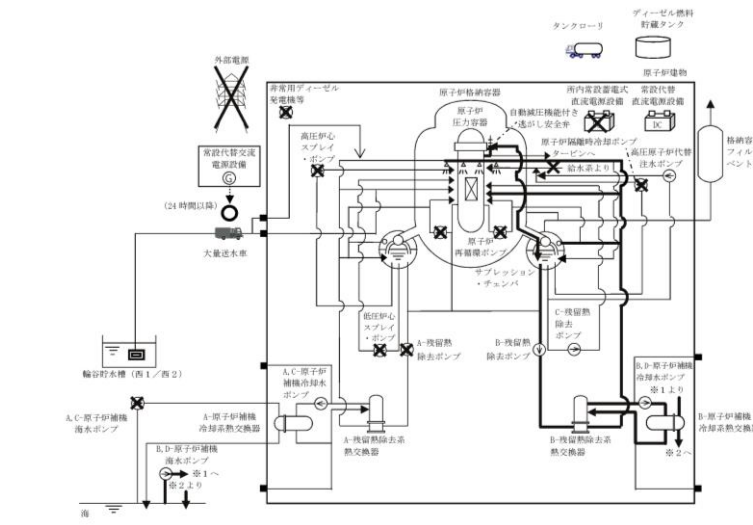 タンクローリ
ディーゼル燃料
貯蔵タンク
外部電源
原子炉建物
非常用ディーゼル
発電機等
原子炉格納容器
原子炉
圧力容器
所内常設蓄電式
直流電源設備
常設代替
直流電源設備
自動減圧機能付き
逃がし安全弁
高圧炉心
スプレイ
・ポンプ
原子炉隔離時冷却ポンプ
タービンへ
高圧原子炉代替
注水ポンプ
DC
給水系より
格納容
フィル
ベント
常設代替交流
電源設備
G
(24時間以降)
大量送水車
原子炉
再循環ポンプ
サプレッション
・チェンバ
低圧炉心
スプレイ
・ポンプ
A-残留熱
除去ポンプ
B-残留熱
除去ポンプ
C-残留熱
除去
ポンプ
輪谷貯水槽(西1/西2)
A,C-原子炉
補機冷却水
ポンプ
B,D-原子炉補機
冷却水ポンプ
※1より
A,C-原子炉補機
海水ポンプ
A-原子炉補機
冷却系熱交換器
B-原子炉補機
冷却系熱交換
A-残留熱除去系
熱交換器
B-残留熱除去系
熱交換器
※2へ
B,D-原子炉補機
海水ポンプ
※1へ
※2より
海